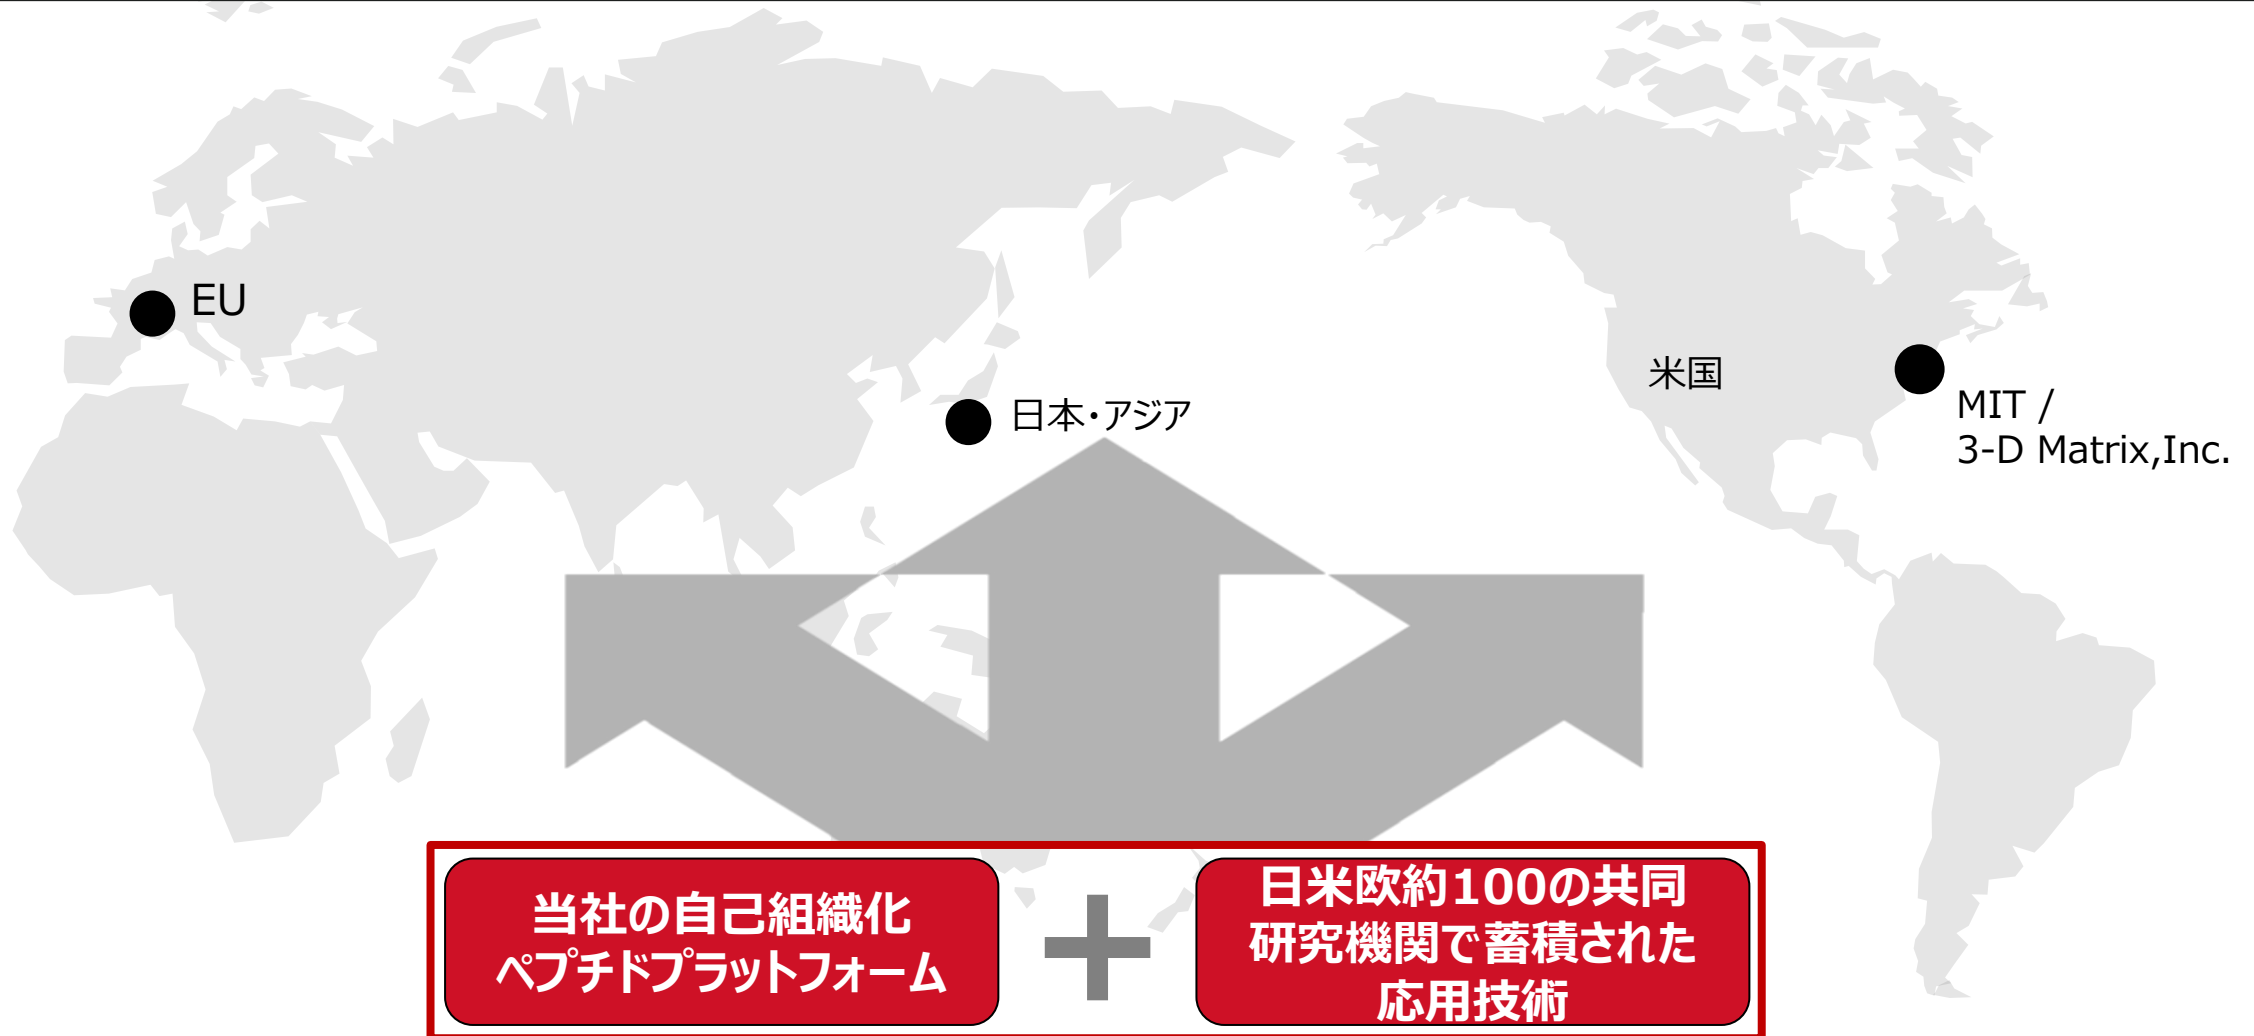 EU
日本・アジア
米国
MIT /
3-D Matrix,Inc.
当社の自己組織化
ペプチドプラットフォーム
日米欧約100の共同
研究機関で蓄積された
応用技術